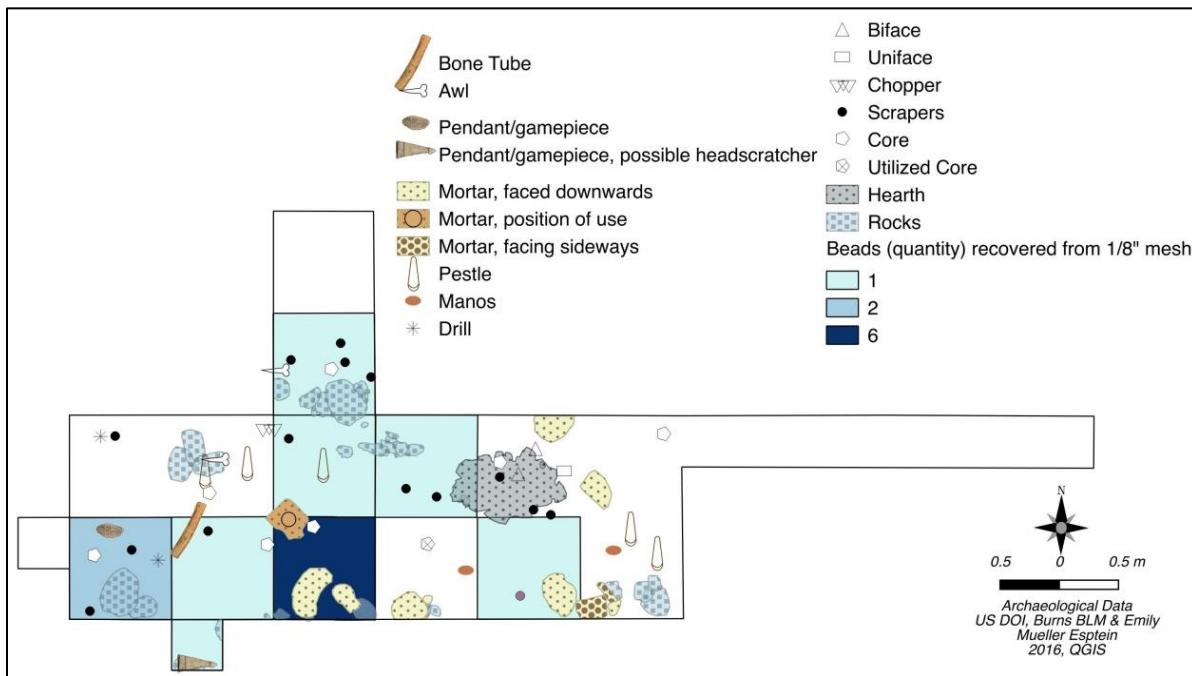 Bone Tube
Awl
Pendant/gamepiece
Pendant/gamepiece, possible headscratcher
Mortar, faced downwards
Mortar, position of use
Mortar, facing sideways
Pestle
Manos
Drill
Biface
Uniface
Chopper
Scrapers
Core
Utilized Core
Hearth
Rocks
Beads (quantity) recovered from 1/8" mesh
1
2
6
N
0.5 0 0.5 m
Archaeological Data
US DOI, Burns BLM & Emily
Mueller Esptein
2016, QGIS